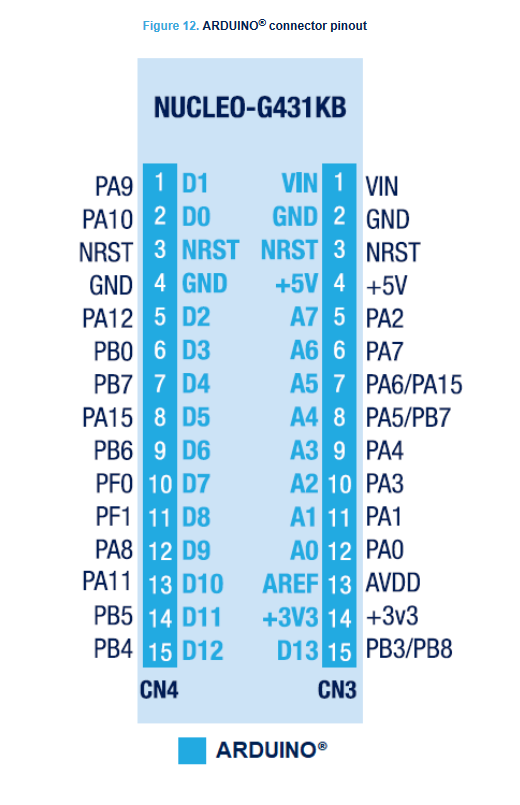 Figure 12. ARDUINO® connector pinout
NUCLEO-G431KB
PA9 1 D1 VIN 1 VIN
PA10 2 D0 GND 2 GND
NRST 3 NRST NRST 3 NRST
GND 4 GND +5V 4 +5V
PA12 5 D2 A7 5 PA2
PB0 6 D3 A6 6 PA7
PB7 7 D4 A5 7 PA6/PA15
PA15 8 D5 A4 8 PA5/PB7
PB6 9 D6 A3 9 PA4
PF0 10 D7 A2 10 PA3
PF1 11 D8 A1 11 PA1
PA8 12 D9 A0 12 PA0
PA11 13 D10 AREF 13 AVDD
PB5 14 D11 +3V3 14 +3v3
PB4 15 D12 D13 15 PB3/PB8
CN4 CN3
ARDUINO®